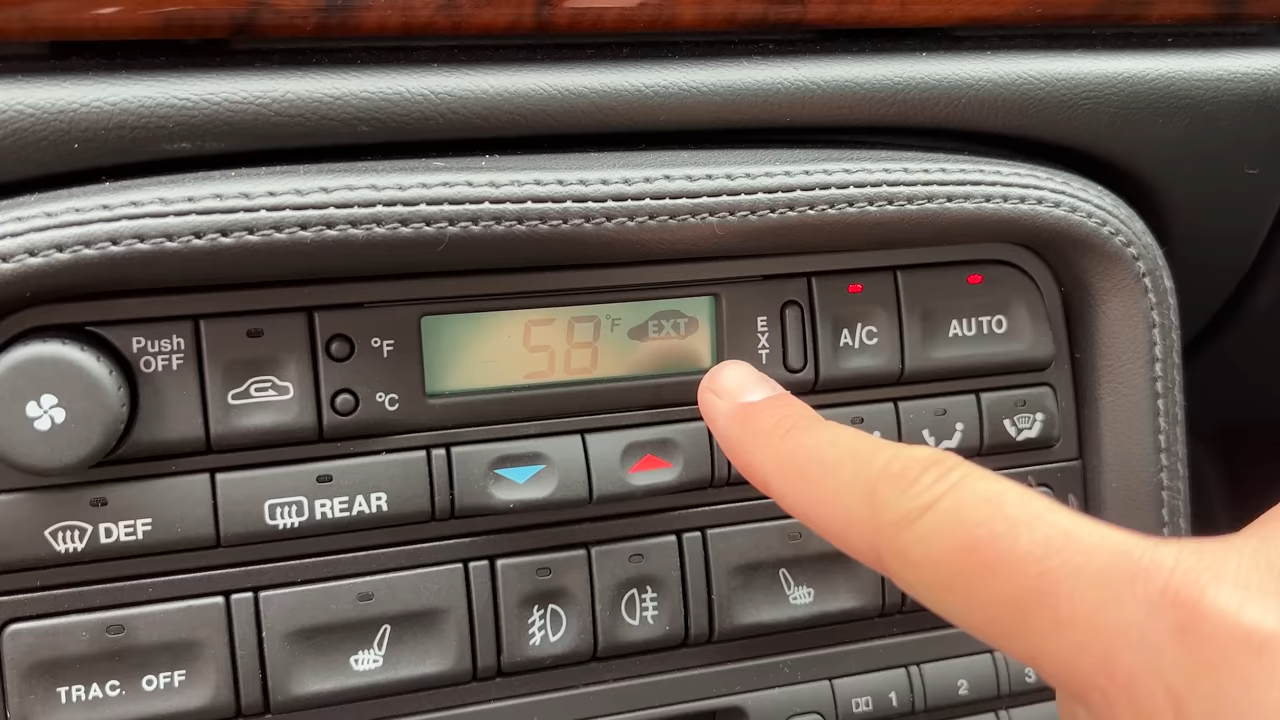 Push
OFF
°F
°C
58°F
EXT
EXT
A/C
AUTO
DEF
REAR
TRAC. OFF
1
2
3